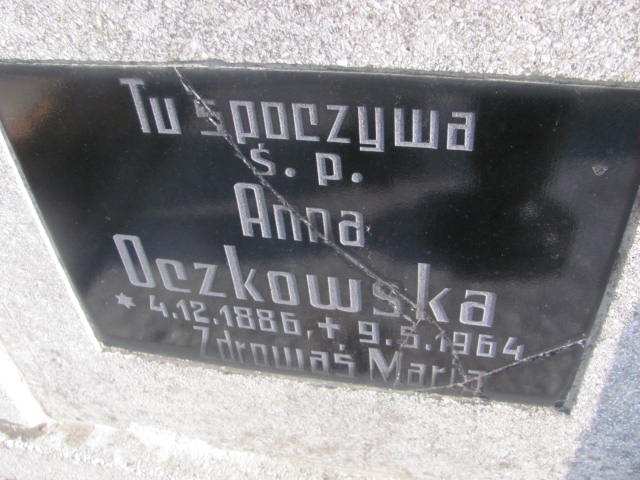 Tu spoczywa
ś. p.
Anna
Oczkowska
* 4.12.1886, + 9.5.1964
Zdrowaś Maria